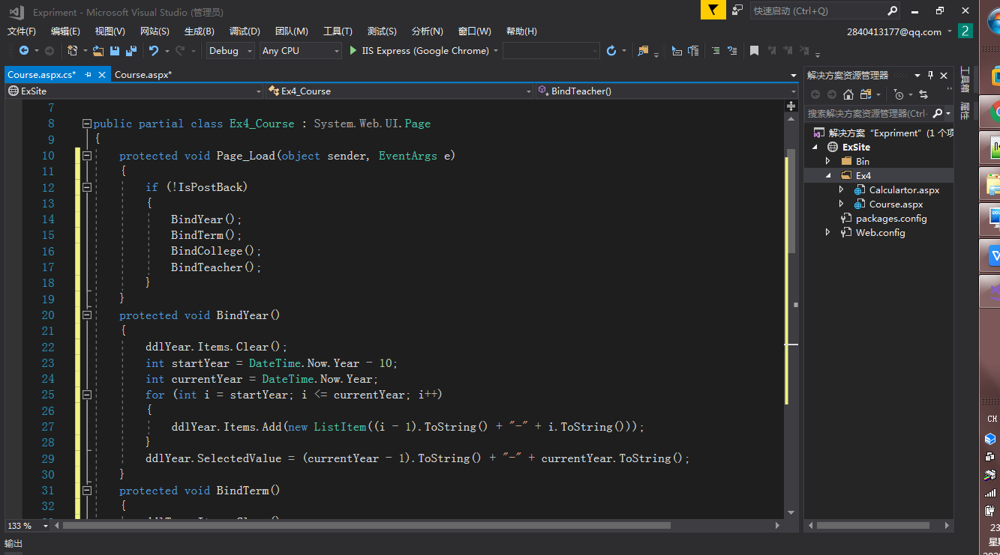 Expriment - Microsoft Visual Studio (管理员)
快速启动 (Ctrl+Q)
文件(F) 编辑(E) 视图(V) 网站(S) 生成(B) 调试(D) 团队(M) 工具(T) 测试(S) 分析(N) 窗口(W) 帮助(H)
2840413177@qq.com 2
Debug Any CPU IIS Express (Google Chrome)
Course.aspx.cs* Course.aspx*
ExSite Ex4_Course BindTeacher()
7
8 public partial class Ex4_Course : System.Web.UI.Page
9 {
10 protected void Page_Load(object sender, EventArgs e)
11 {
12 if (!IsPostBack)
13 {
14 BindYear();
15 BindTerm();
16 BindCollege();
17 BindTeacher();
18 }
19 }
20 protected void BindYear()
21 {
22 ddlYear.Items.Clear();
23 int startYear = DateTime.Now.Year - 10;
24 int currentYear = DateTime.Now.Year;
25 for (int i = startYear; i <= currentYear; i++)
26 {
27 ddlYear.Items.Add(new ListItem((i - 1).ToString() + "-" + i.ToString()));
28 }
29 ddlYear.SelectedValue = (currentYear - 1).ToString() + "-" + currentYear.ToString();
30 }
31 protected void BindTerm()
32 {
133 %
输出
解决方案资源管理器
搜索解决方案资源管理器(Ctrl-
解决方案 "Expriment" (1 个项
ExSite
Bin
Ex4
Calculartor.aspx
Course.aspx
packages.config
Web.config
工具箱
属性
CH
23